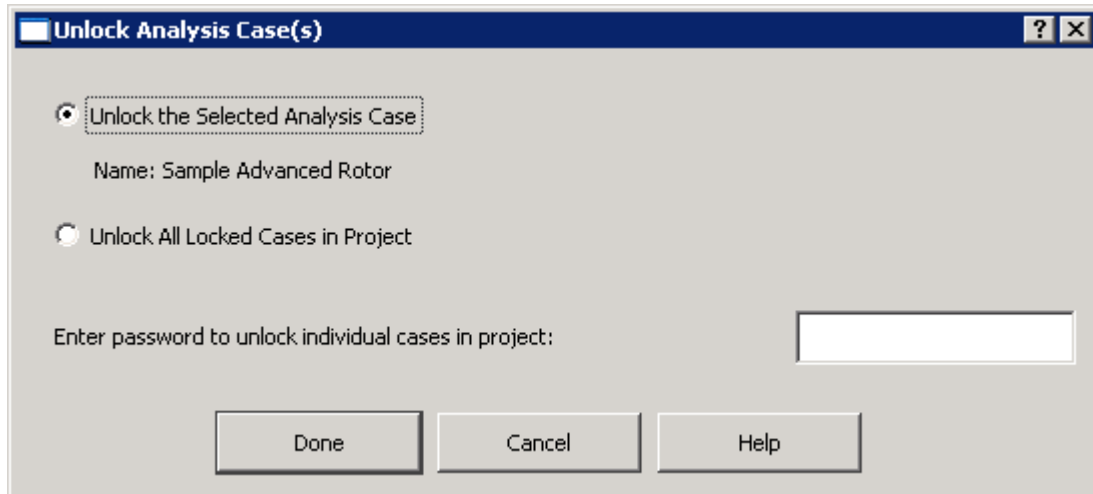 Unlock Analysis Case(s)
?
Unlock the Selected Analysis Case
Name: Sample Advanced Rotor
Unlock All Locked Cases in Project
Enter password to unlock individual cases in project:
Done Cancel Help